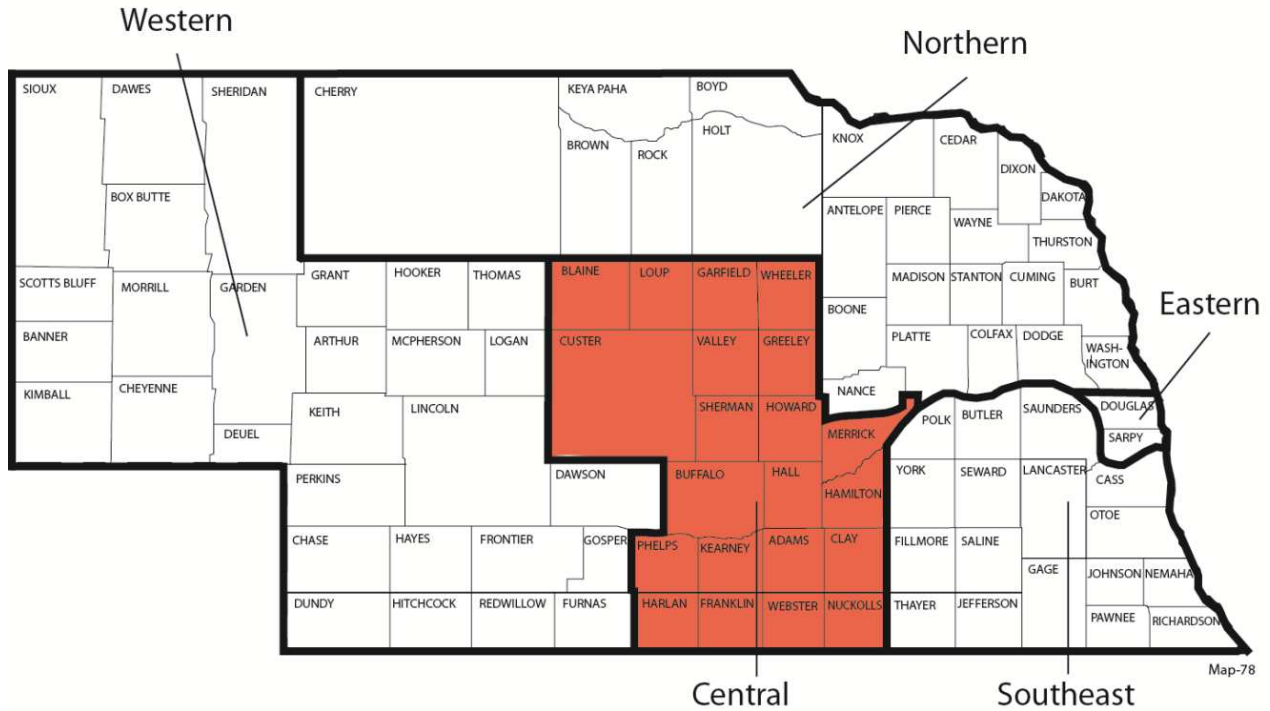 Western
Northern
SIOUX
DAWES
SHERIDAN
CHERRY
KEYA PAHA
BOYD
BROWN
ROCK
HOLT
KNOX
CEDAR
DIXON
DAKOTA
BOX BUTTE
ANTELOPE
PIERCE
WAYNE
THURSTON
SCOTTS BLUFF
MORRILL
GARDEN
GRANT
HOOKER
THOMAS
BLAINE
LOUP
GARFIELD
WHEELER
MADISON
STANTON
CUMING
BURT
Eastern
BANNER
ARTHUR
MCPHERSON
LOGAN
CUSTER
VALLEY
GREELEY
BOONE
PLATTE
COLFAX
DODGE
WASH-
INGTON
KIMBALL
CHEYENNE
KEITH
LINCOLN
SHERMAN
HOWARD
NANCE
MERRICK
POLK
BUTLER
SAUNDERS
DOUGLAS
SARPY
DEUEL
PERKINS
DAWSON
BUFFALO
HALL
HAMILTON
YORK
SEWARD
LANCASTER
CASS
OTOE
CHASE
HAYES
FRONTIER
GOSPER
PHELPS
KEARNEY
ADAMS
CLAY
FILLMORE
SALINE
GAGE
JOHNSON
NEMAHA
DUNDY
HITCHCOCK
REDWILLOW
FURNAS
HARLAN
FRANKLIN
WEBSTER
NUCKOLLS
THAYER
JEFFERSON
PAWNEE
RICHARDSON
Map-78
Central
Southeast